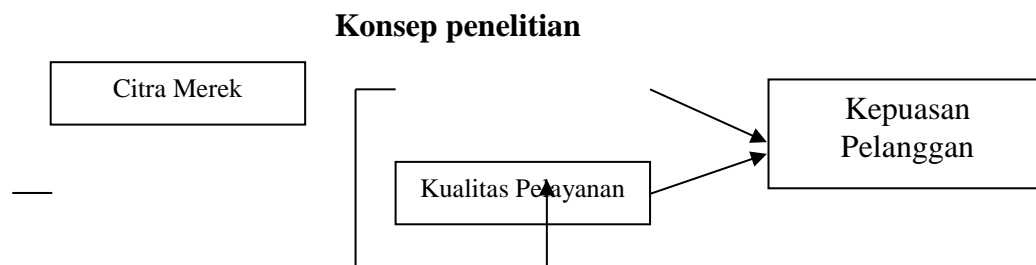 Konsep penelitian
Citra Merek
Kepuasan
Pelanggan
Kualitas Pelayanan